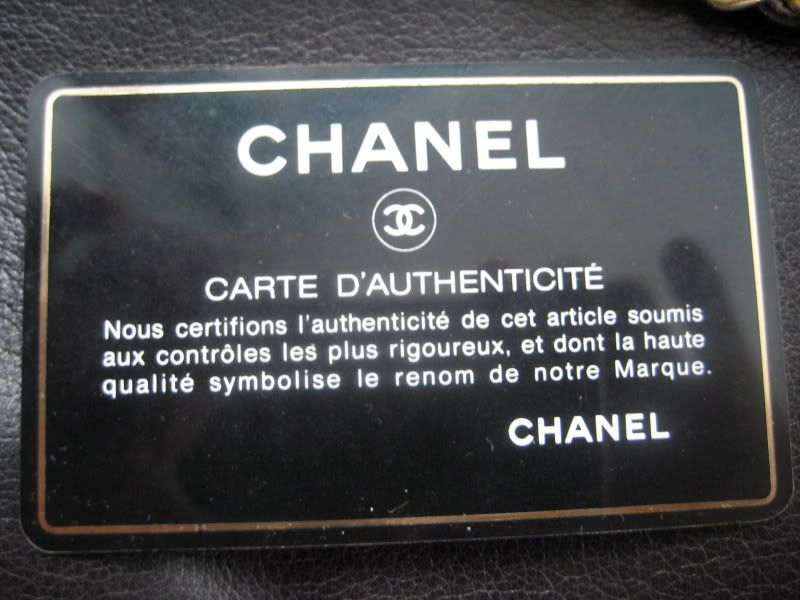 CHANEL
CARTE D'AUTHENTICITÉ
Nous certifions l'authenticité de cet article soumis
aux contrôles les plus rigoureux, et dont la haute
qualité symbolise le renom de notre Marque.
CHANEL